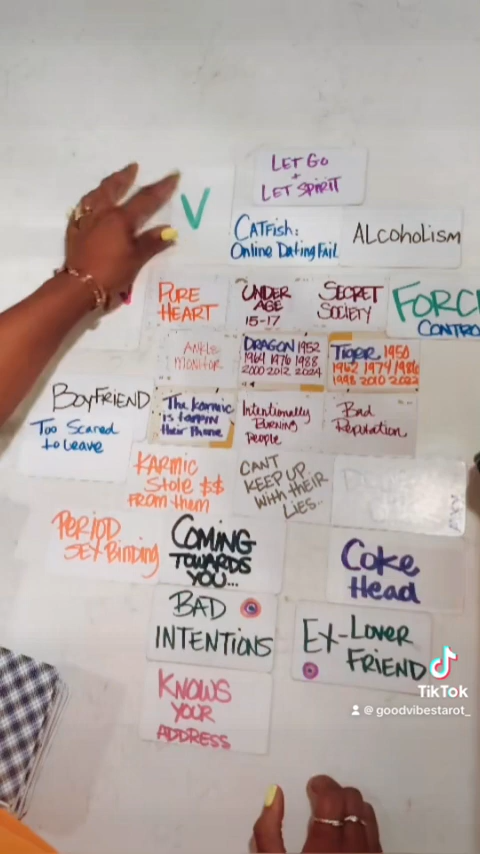 LET GO
+
LET SPIRIT
V
CATFISH:
Online Dating Fail
ALCOHOLISM
PURE
HEART
UNDER
AGE
15-17
SECRET
SOCIETY
CONTRO
ANKLE
MONITOR
DRAGON 1952
1964 1976 1988
2000 2012 2024
TIGER 1950
1962 1974 1986
1998 2010 2022
BOYFRIEND
Too Scared
to Leave
The Karmic
is tappin
their Phone
Intentionally
Burning
People
Bad
Reputation
KARMIC
Stole $$
FROM them
CAN'T
KEEP UP
With THEIR
LIES..
PERIOD
SEX Binding
COMING
TOWARDS
YOU...
Coke
Head
BAD
INTENTIONS
EX-LOVER
FRIEND
KNOWS
YOUR
ADDRESS
TikTok
@goodvibestarot_